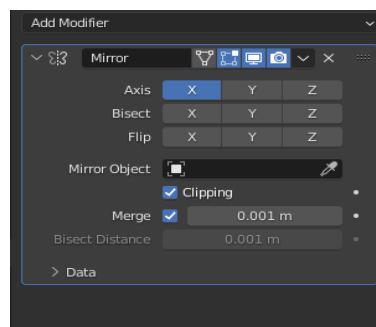 Add Modifier
Mirror
Axis X Y Z
Bisect X Y Z
Flip X Y Z
Mirror Object
Clipping
Merge 0.001 m
Bisect Distance 0.001 m
Data